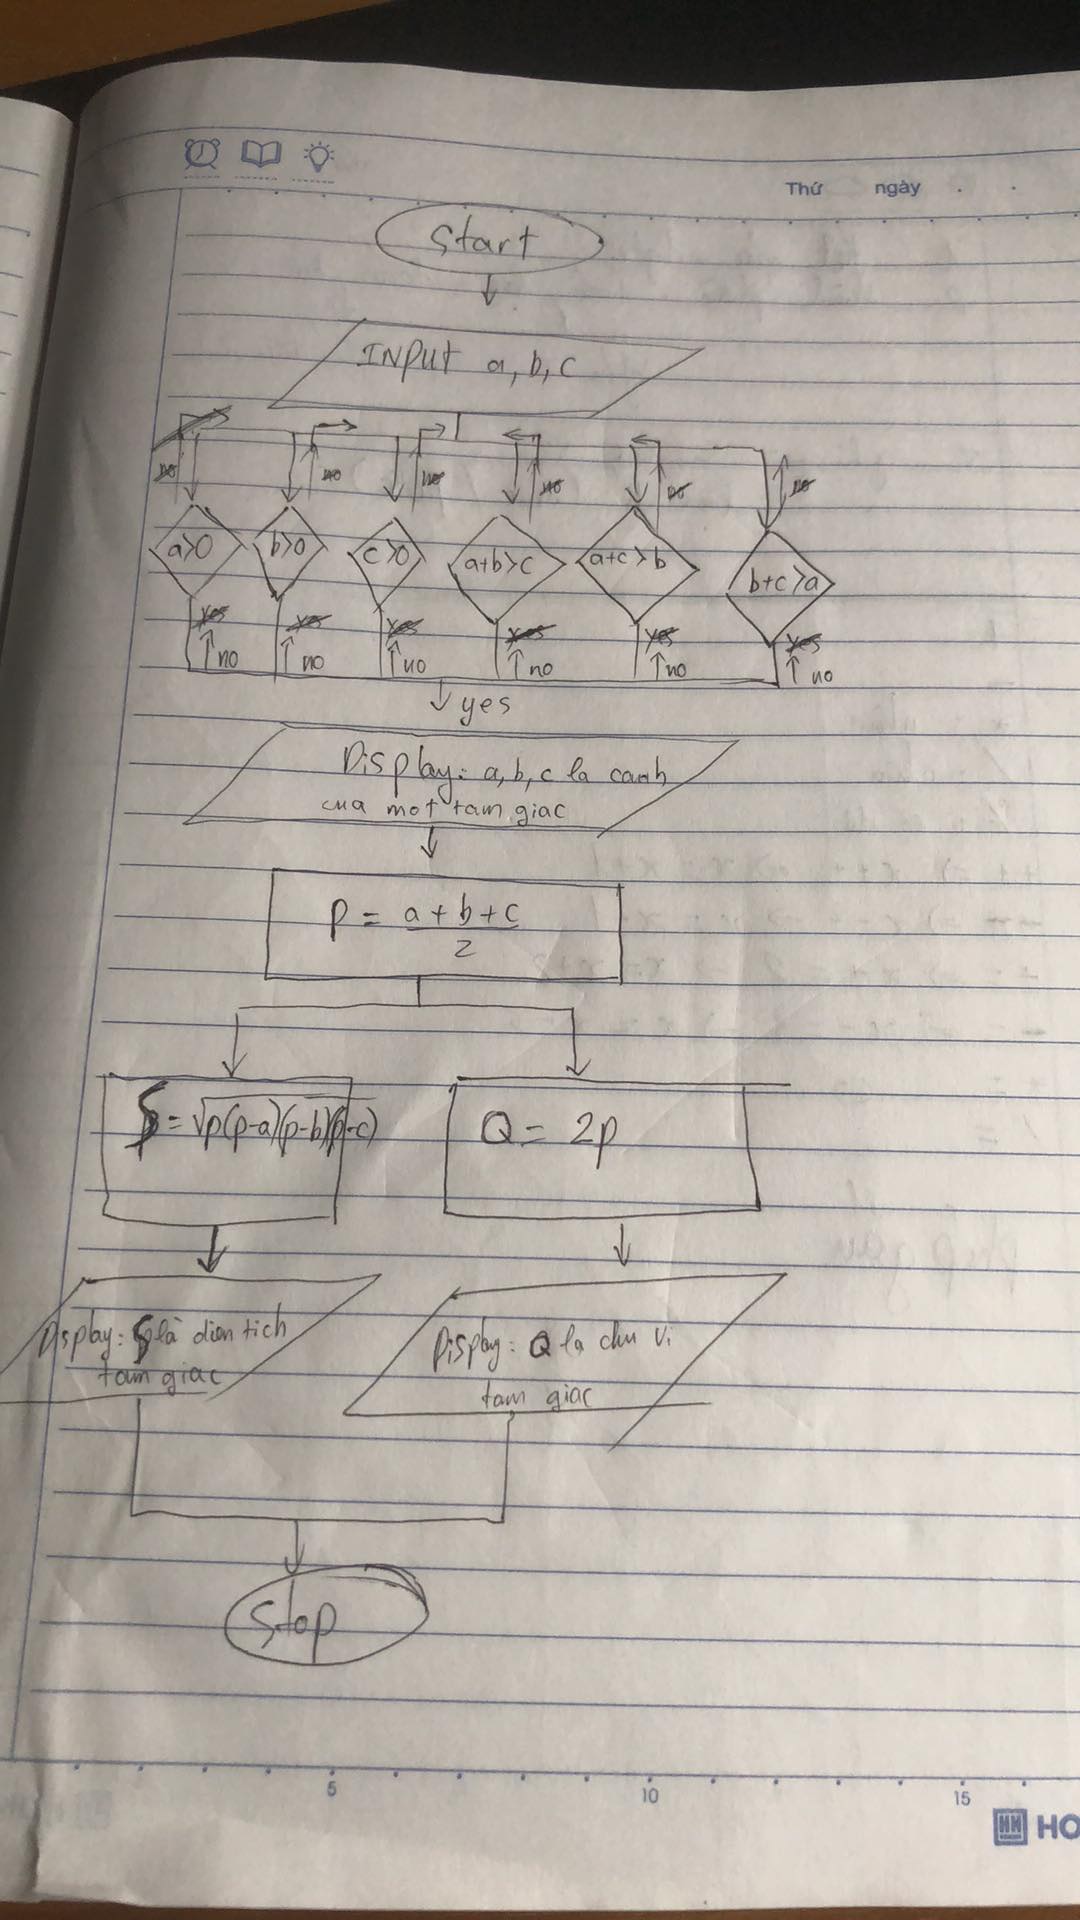 Thứ ngày
Start
INPUT a, b, c
no no no no no no
a>0 b>0 c>0 a+b>c a+c>b b+c>a
yes yes yes yes yes yes
no no no no no no
yes
Display: a, b, c la canh
cua mot tam giac
P = a+b+c / 2
S = √p(p-a)(p-b)(p-c) Q = 2p
Display: S là dien tich
tam giac
Display: Q la chu vi
tam giac
Stop
5 10 15
HO